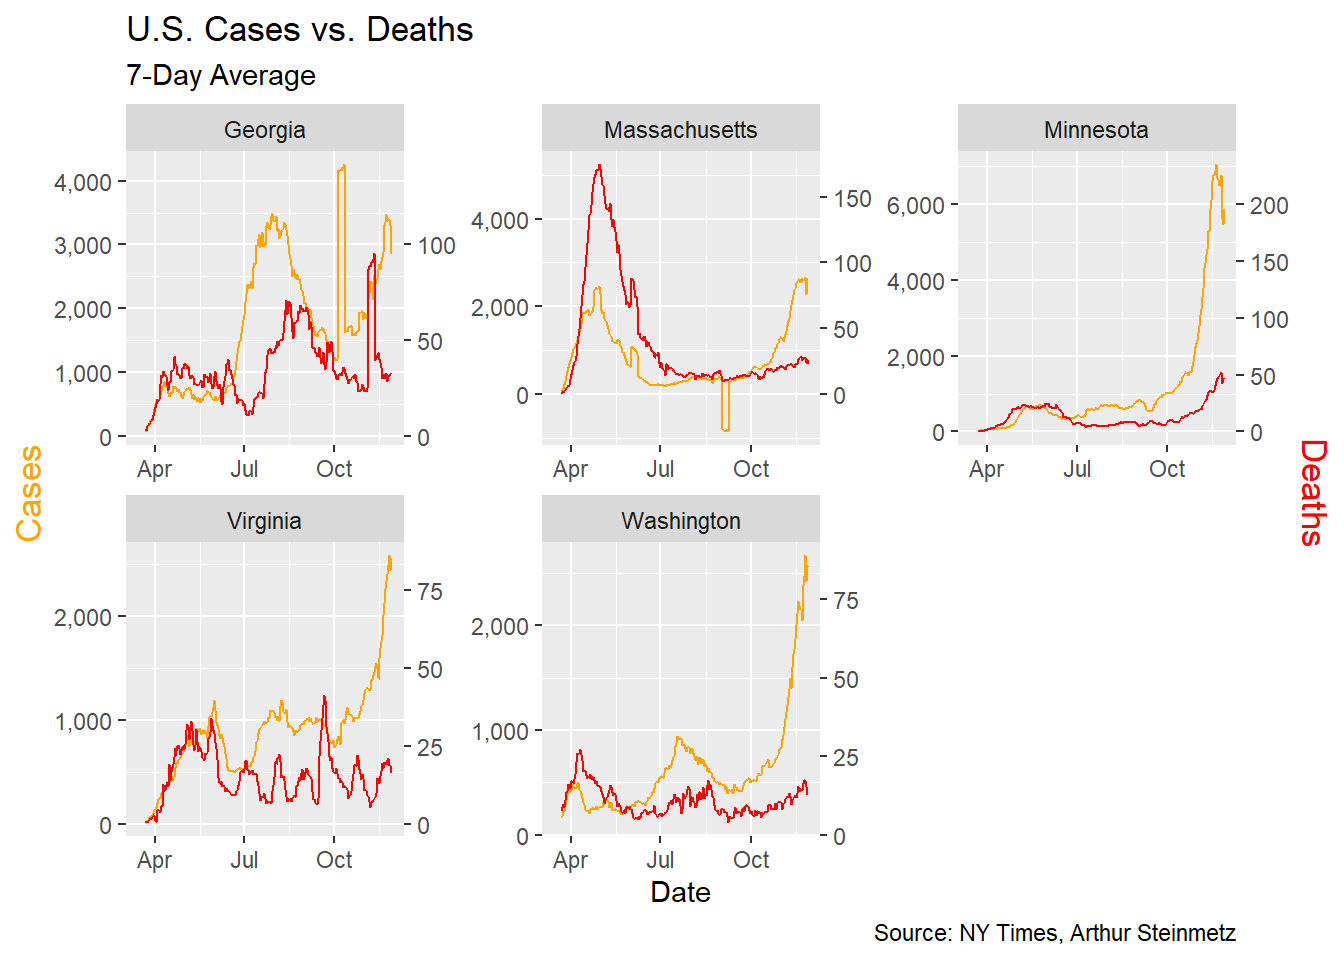 U.S. Cases vs. Deaths
7-Day Average
Georgia
Massachusetts
Minnesota
4,000
3,000
2,000
1,000
0
100
50
0
Apr Jul Oct
4,000
2,000
0
150
100
50
0
Apr Jul Oct
6,000
4,000
2,000
0
200
150
100
50
0
Apr Jul Oct
Cases
Deaths
Virginia
Washington
2,000
1,000
0
75
50
25
0
Apr Jul Oct
2,000
1,000
0
75
50
25
0
Apr Jul Oct
Date
Source: NY Times, Arthur Steinmetz